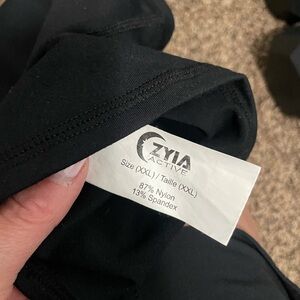 ZYIA
ACTIVE
Size (XXL) / Taille (XXL)
87% Nylon
13% Spandex